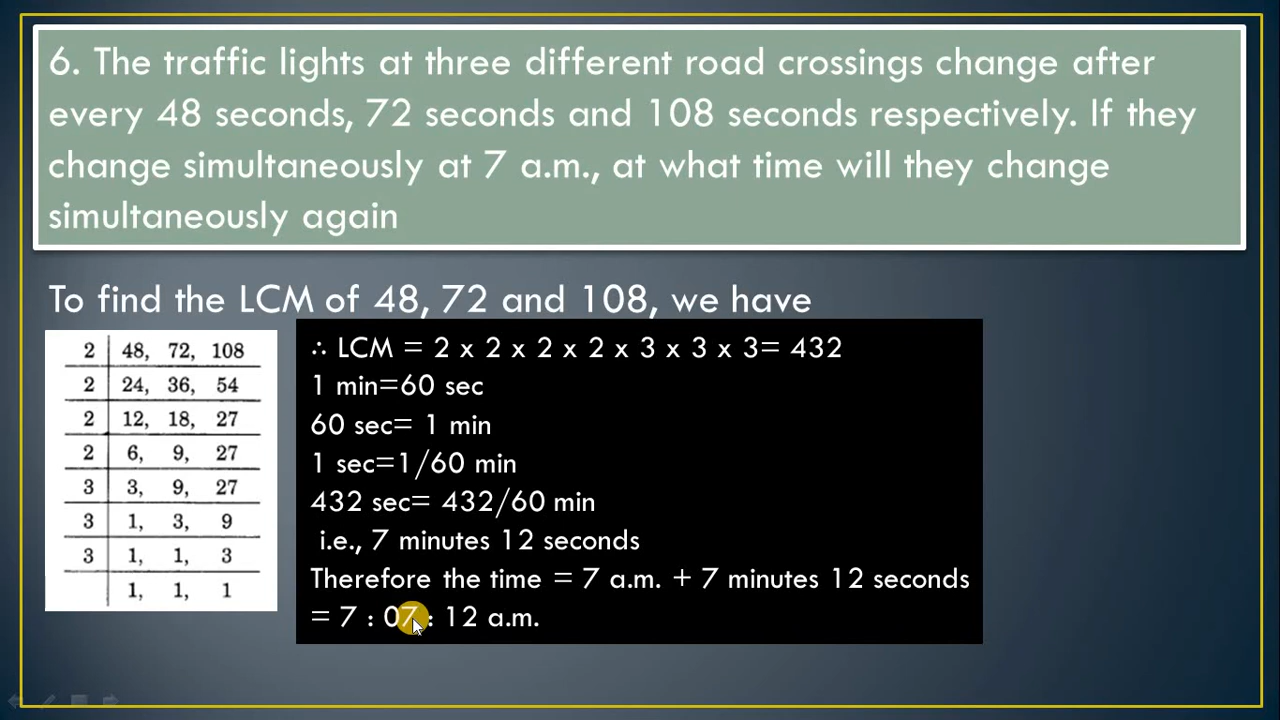 6. The traffic lights at three different road crossings change after
every 48 seconds, 72 seconds and 108 seconds respectively. If they
change simultaneously at 7 a.m., at what time will they change
simultaneously again
To find the LCM of 48, 72 and 108, we have
2 48, 72, 108
2 24, 36, 54
2 12, 18, 27
2 6, 9, 27
3 3, 9, 27
3 1, 3, 9
3 1, 1, 3
1, 1, 1
∴ LCM = 2 x 2 x 2 x 2 x 3 x 3 x 3= 432
1 min=60 sec
60 sec= 1 min
1 sec=1/60 min
432 sec= 432/60 min
i.e., 7 minutes 12 seconds
Therefore the time = 7 a.m. + 7 minutes 12 seconds
= 7 : 07 : 12 a.m.